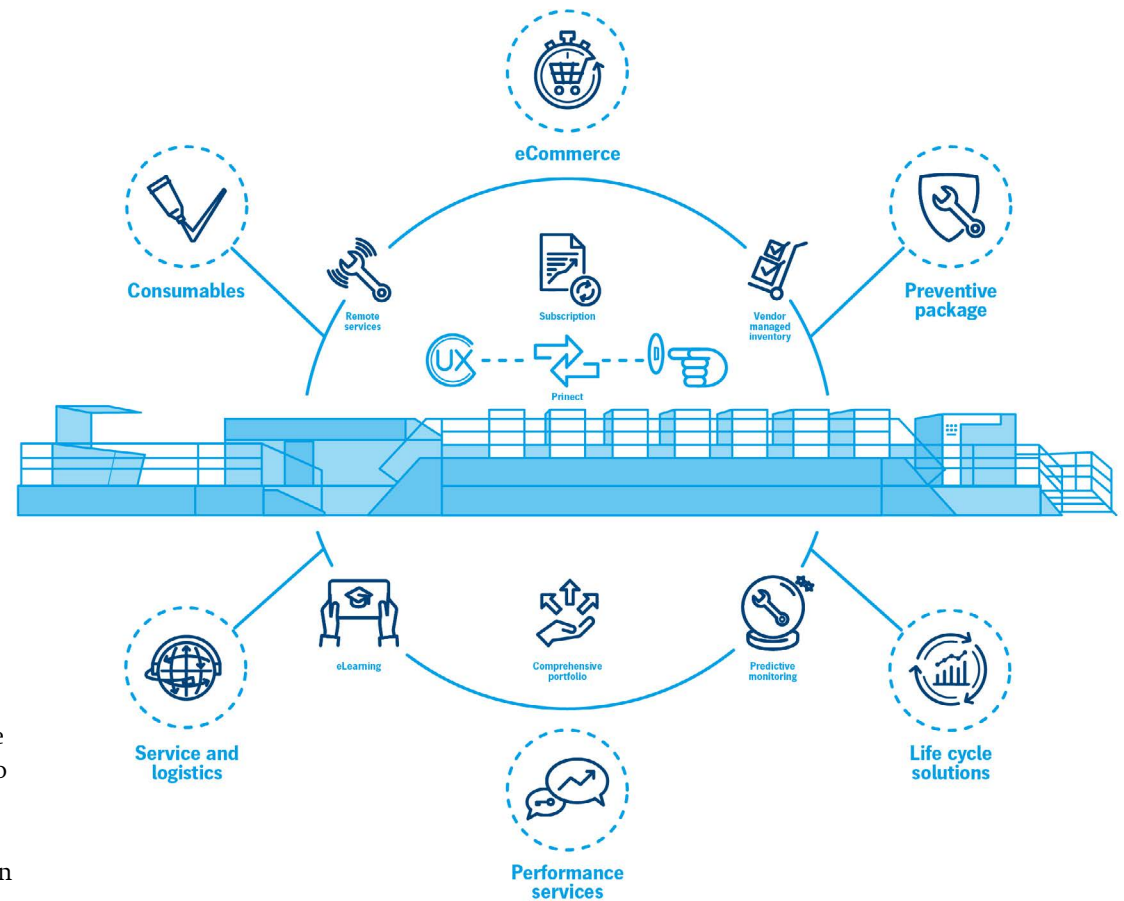 eCommerce
Consumables
Preventive
package
Remote
services
Subscription
Vendor
managed
inventory
UX
Prinect
eLearning
Comprehensive
portfolio
Predictive
monitoring
Service and
logistics
Life cycle
solutions
Performance
services